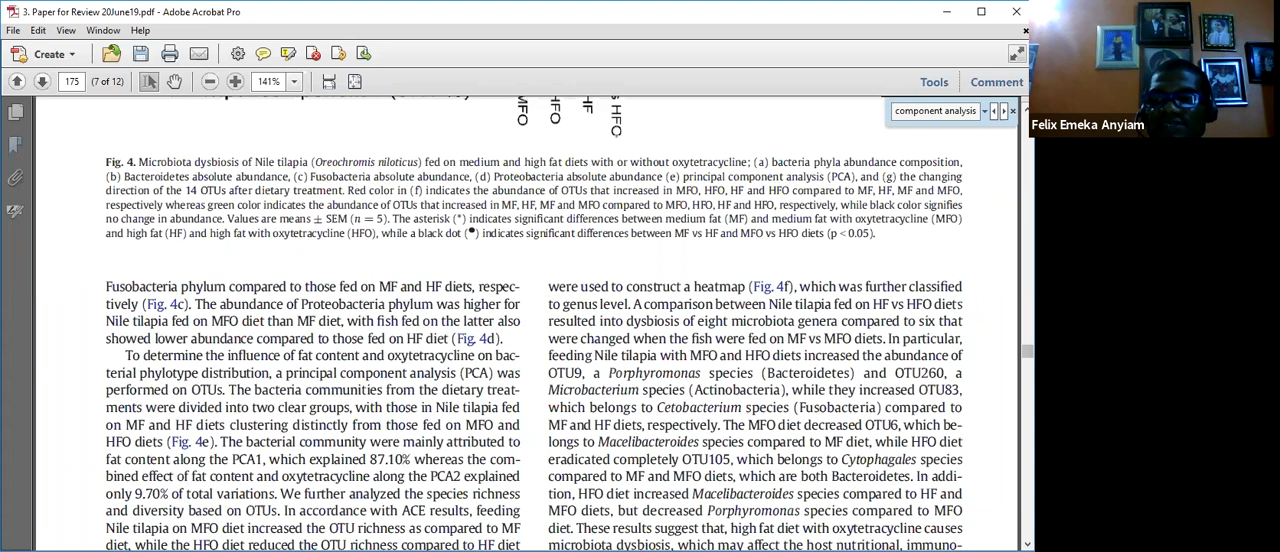 3. Paper for Review 20June19.pdf - Adobe Acrobat Pro
File Edit View Window Help
Create
175 (7 of 12) 141% Tools Comment
component analysis
MFO
HFO
HF
s HFO
Fig. 4. Microbiota dysbiosis of Nile tilapia (Oreochromis niloticus) fed on medium and high fat diets with or without oxytetracycline; (a) bacteria phyla abundance composition,
(b) Bacteroidetes absolute abundance, (c) Fusobacteria absolute abundance, (d) Proteobacteria absolute abundance (e) principal component analysis (PCA), and (g) the changing
direction of the 14 OTUs after dietary treatment. Red color in (f) indicates the abundance of OTUs that increased in MFO, HFO, HF and HFO compared to MF, HF, MF and MFO,
respectively whereas green color indicates the abundance of OTUs that increased in MF, HF, MF and MFO compared to MFO, HFO, HF and HFO, respectively, while black color signifies
no change in abundance. Values are means ± SEM (n = 5). The asterisk (*) indicates significant differences between medium fat (MF) and medium fat with oxytetracycline (MFO)
and high fat (HF) and high fat with oxytetracycline (HFO), while a black dot (●) indicates significant differences between MF vs HF and MFO vs HFO diets (p < 0.05).
Fusobacteria phylum compared to those fed on MF and HF diets, respec-
tively (Fig. 4c). The abundance of Proteobacteria phylum was higher for
Nile tilapia fed on MFO diet than MF diet, with fish fed on the latter also
showed lower abundance compared to those fed on HF diet (Fig. 4d).
To determine the influence of fat content and oxytetracycline on bac-
terial phylotype distribution, a principal component analysis (PCA) was
performed on OTUs. The bacteria communities from the dietary treat-
ments were divided into two clear groups, with those in Nile tilapia fed
on MF and HF diets clustering distinctly from those fed on MFO and
HFO diets (Fig. 4e). The bacterial community were mainly attributed to
fat content along the PCA1, which explained 87.10% whereas the com-
bined effect of fat content and oxytetracycline along the PCA2 explained
only 9.70% of total variations. We further analyzed the species richness
and diversity based on OTUs. In accordance with ACE results, feeding
Nile tilapia on MFO diet increased the OTU richness as compared to MF
diet, while the HFO diet reduced the OTU richness compared to HF diet
were used to construct a heatmap (Fig. 4f), which was further classified
to genus level. A comparison between Nile tilapia fed on HF vs HFO diets
resulted into dysbiosis of eight microbiota genera compared to six that
were changed when the fish were fed on MF vs MFO diets. In particular,
feeding Nile tilapia with MFO and HFO diets increased the abundance of
OTU9, a Porphyromonas species (Bacteroidetes) and OTU260, a
Microbacterium species (Actinobacteria), while they increased OTU83,
which belongs to Cetobacterium species (Fusobacteria) compared to
MF and HF diets, respectively. The MFO diet decreased OTU6, which be-
longs to Macelibacteroides species compared to MF diet, while HFO diet
eradicated completely OTU105, which belongs to Cytophagales species
compared to MF and MFO diets, which are both Bacteroidetes. In addi-
tion, HFO diet increased Macelibacteroides species compared to HF and
MFO diets, but decreased Porphyromonas species compared to MFO
diet. These results suggest that, high fat diet with oxytetracycline causes
microbiota dysbiosis, which may affect the host nutritional, immuno-
Felix Emeka Anyiam